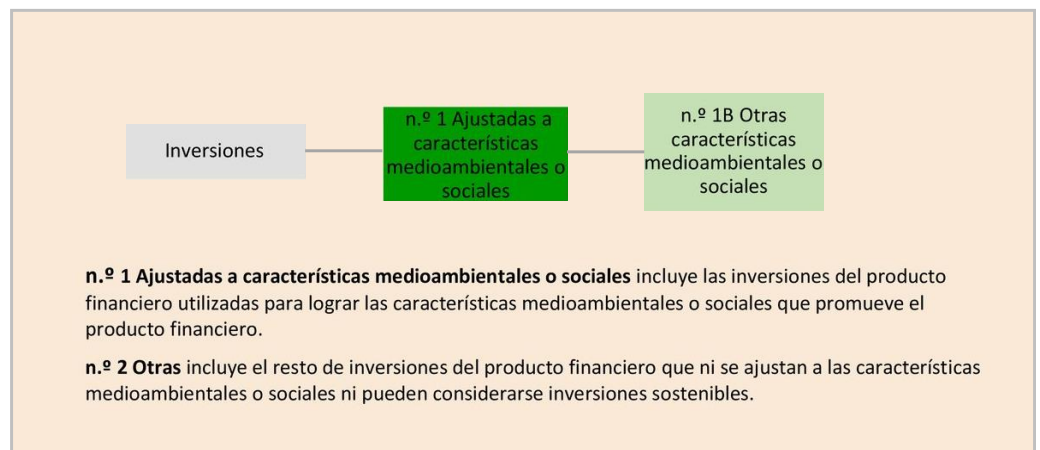 Inversiones
n.º 1 Ajustadas a
características
medioambientales o
sociales
n.º 1B Otras
características
medioambientales o
sociales
n.º 1 Ajustadas a características medioambientales o sociales incluye las inversiones del producto
financiero utilizadas para lograr las características medioambientales o sociales que promueve el
producto financiero.
n.º 2 Otras incluye el resto de inversiones del producto financiero que ni se ajustan a las características
medioambientales o sociales ni pueden considerarse inversiones sostenibles.